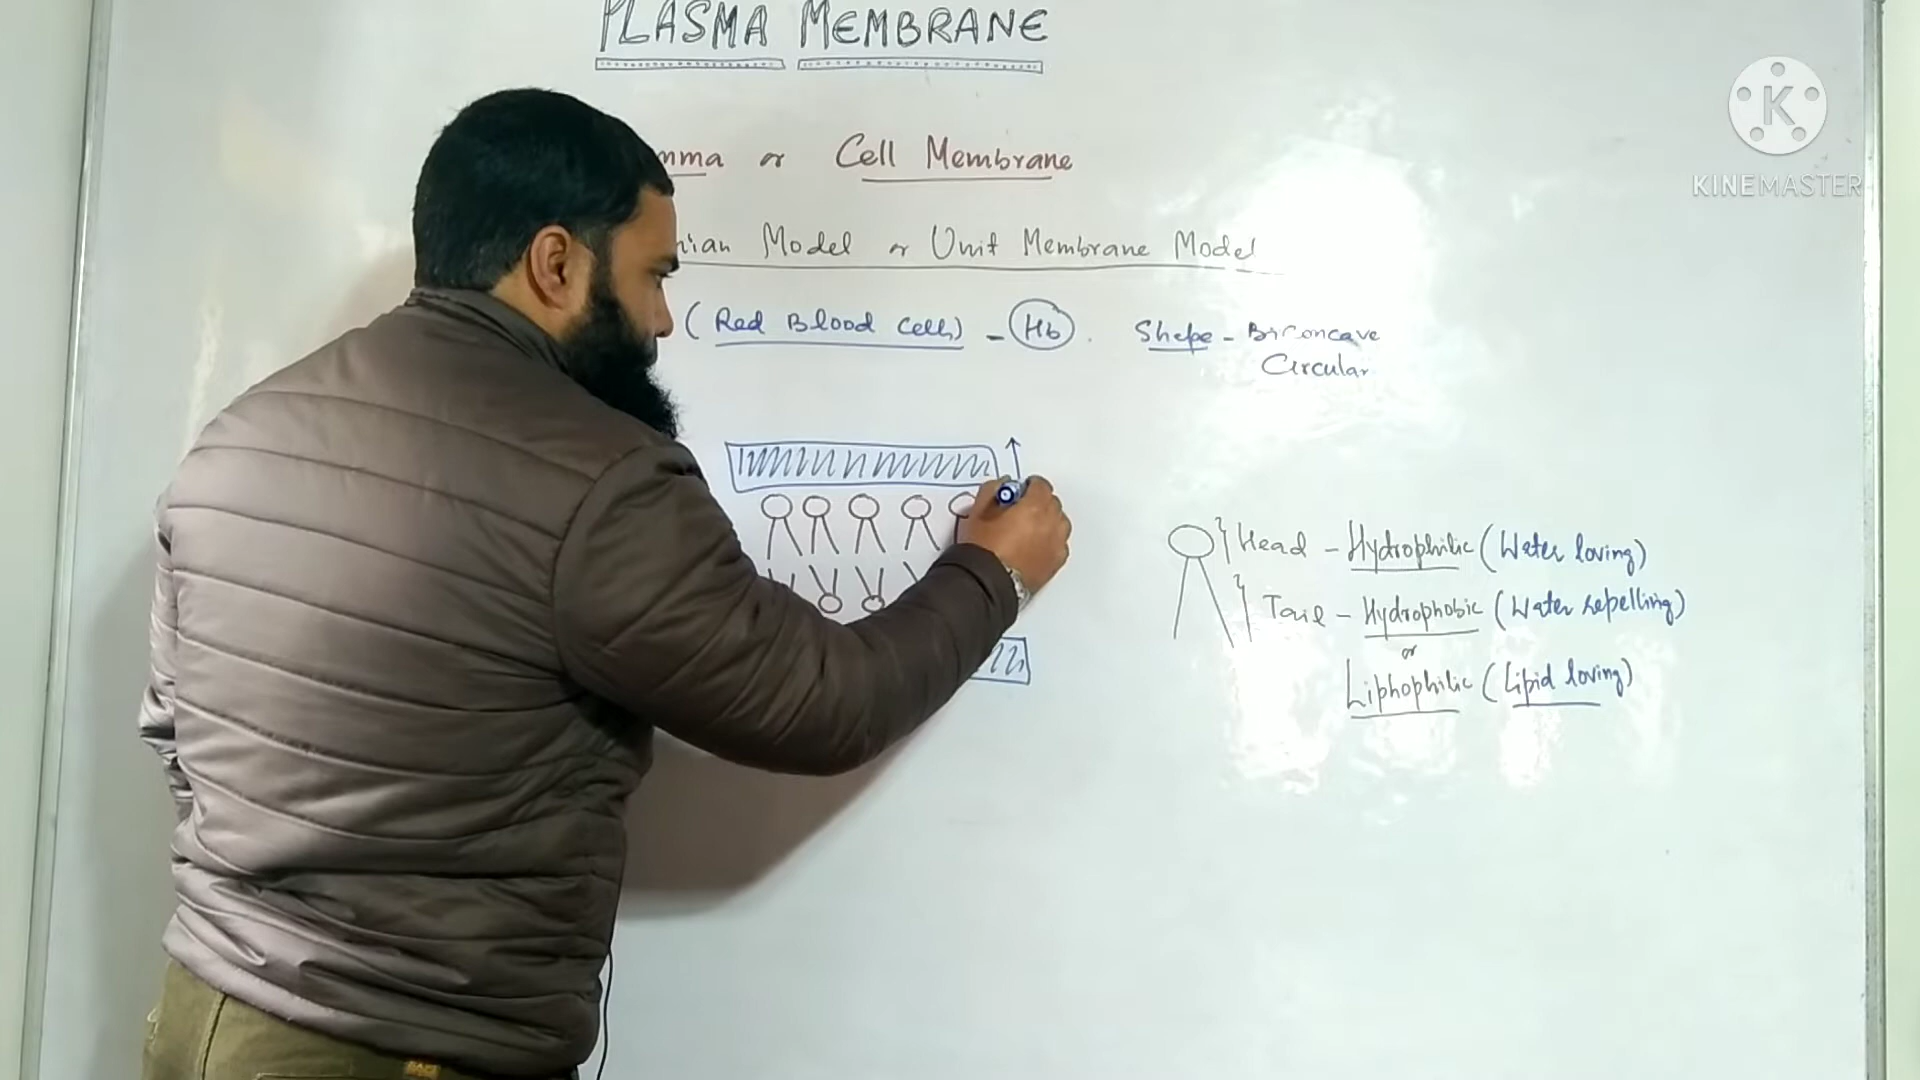 PLASMA MEMBRANE
mma or Cell Membrane
nian Model or Unit Membrane Model
(Red Blood Cells) - Hb. Shape - Biconcave
Circular
Head - Hydrophilic (Water loving)
Tail - Hydrophobic (Water repelling)
or
Liphophilic (Lipid loving)
K
KINEMASTER